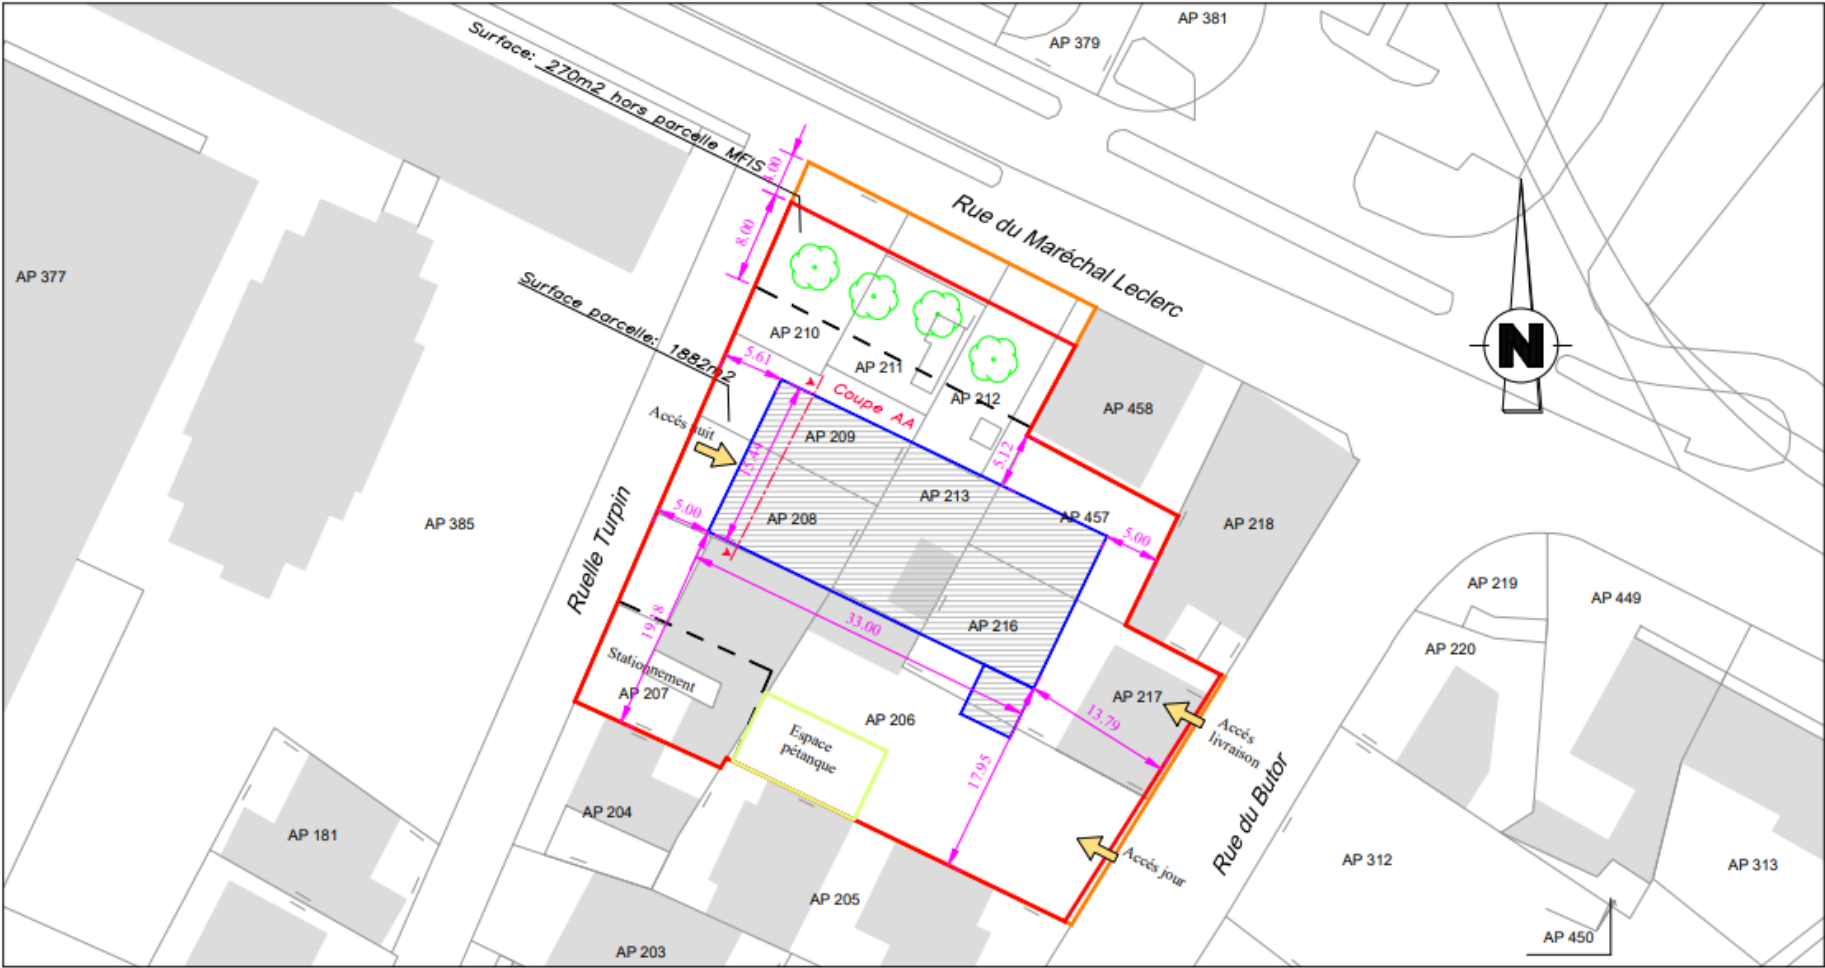 AP 381
AP 379
Surface: 270m2 hors parcelle MFIS
4.00
8.00
Rue du Maréchal Leclerc
AP 377
Surface parcelle: 1882m2
N
AP 210
AP 211
AP 212
AP 458
5.61
Coupe AA
Accés nuit
AP 209
15.44
5.12
AP 213
AP 457
AP 218
AP 385
5.00
AP 208
5.00
Ruelle Turpin
AP 219
AP 449
AP 220
19.18
33.00
AP 216
Stationnement
AP 207
AP 217
AP 206
13.79
Accés
livraison
Espace
pétanque
17.95
Rue du Butor
AP 204
AP 181
Accés jour
AP 312
AP 313
AP 205
AP 203
AP 450